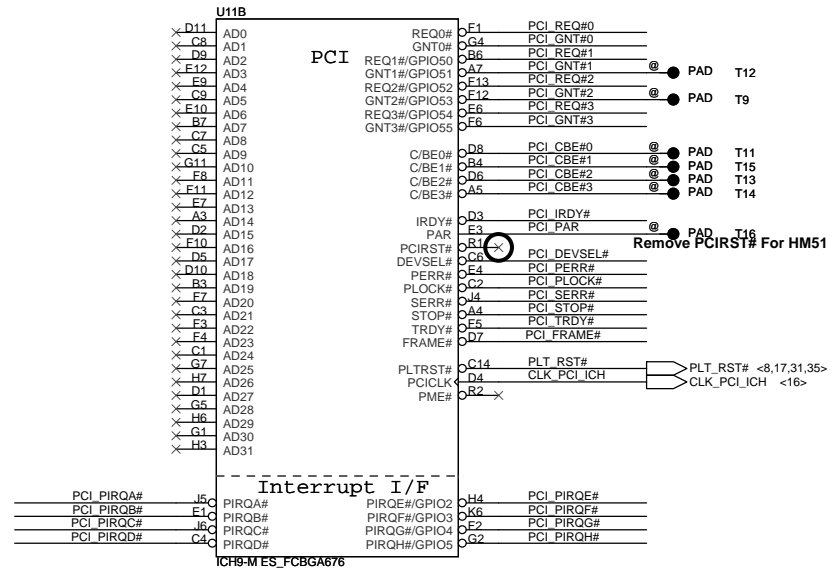 U11B
D11 AD0 REQ0# F1 PCI_REQ#0
C8 AD1 PCI GNT0# G4 PCI_GNT#0
D9 AD2 REQ1#/GPIO50 B6 PCI_REQ#1
E12 AD3 GNT1#/GPIO51 A7 PCI_GNT#1 @ PAD T12
E9 AD4 REQ2#/GPIO52 F13 PCI_REQ#2
C9 AD5 GNT2#/GPIO53 F12 PCI_GNT#2 @ PAD T9
E10 AD6 REQ3#/GPIO54 E6 PCI_REQ#3
B7 AD7 GNT3#/GPIO55 F6 PCI_GNT#3
C7 AD8
C5 AD9 C/BE0# D8 PCI_CBE#0 @ PAD T11
G11 AD10 C/BE1# B4 PCI_CBE#1 @ PAD T15
F8 AD11 C/BE2# D6 PCI_CBE#2 @ PAD T13
F11 AD12 C/BE3# A5 PCI_CBE#3 @ PAD T14
E7 AD13
A3 AD14 IRDY# D3 PCI_IRDY#
D2 AD15 PAR E3 PCI_PAR @ PAD T16
F10 AD16 PCIRST# R1 Remove PCIRST# For HM51
D5 AD17 DEVSEL# C6 PCI_DEVSEL#
D10 AD18 PERR# E4 PCI_PERR#
B3 AD19 PLOCK# C2 PCI_PLOCK#
F7 AD20 SERR# J4 PCI_SERR#
C3 AD21 STOP# A4 PCI_STOP#
F3 AD22 TRDY# F5 PCI_TRDY#
F4 AD23 FRAME# D7 PCI_FRAME#
C1 AD24
G7 AD25 PLTRST# C14 PLT_RST# PLT_RST# <8,17,31,35>
H7 AD26 PCICLK D4 CLK_PCI_ICH CLK_PCI_ICH <16>
D1 AD27 PME# R2
G5 AD28
H6 AD29
G1 AD30
H3 AD31
Interrupt I/F
PCI_PIRQA# J5 PIRQA# PIRQE#/GPIO2 H4 PCI_PIRQE#
PCI_PIRQB# E1 PIRQB# PIRQF#/GPIO3 K6 PCI_PIRQF#
PCI_PIRQC# J6 PIRQC# PIRQG#/GPIO4 F2 PCI_PIRQG#
PCI_PIRQD# C4 PIRQD# PIRQH#/GPIO5 G2 PCI_PIRQH#
ICH9-M ES_FCBGA676